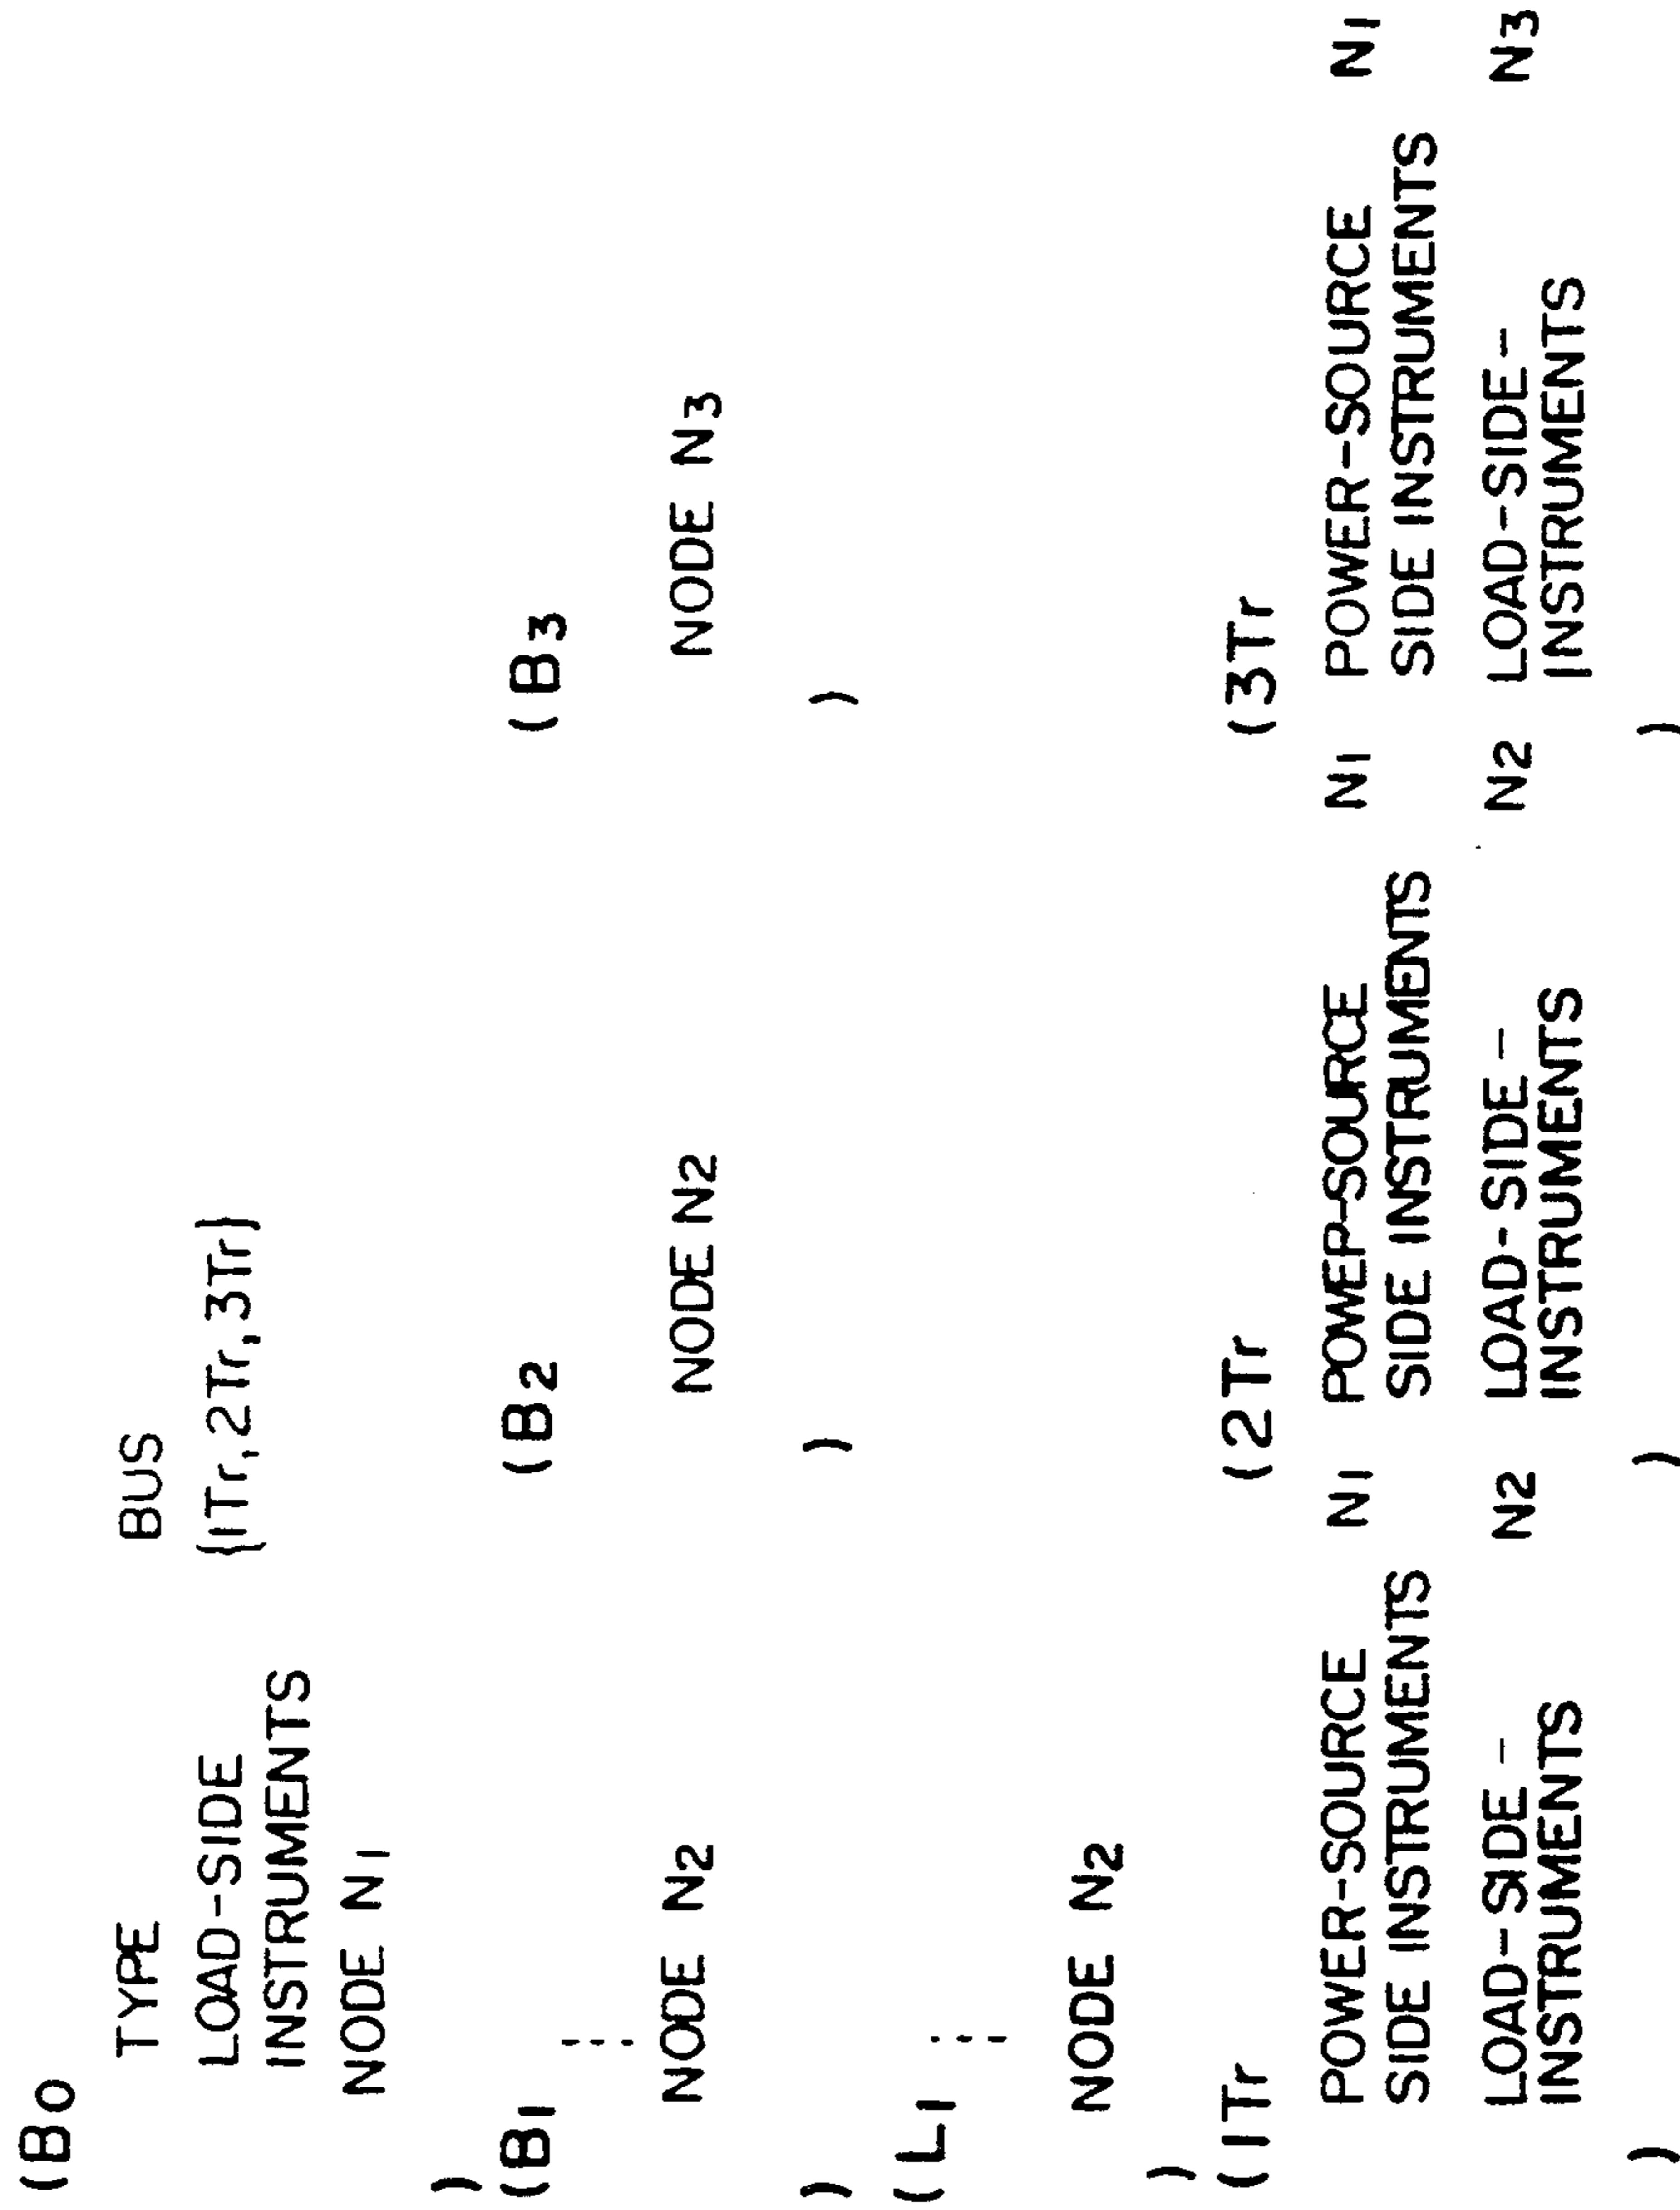 (B0
TYPE BUS
LOAD-SIDE {1Tr, 2Tr, 3Tr}
INSTRUMENTS
NODE N1
)
(B1 (B2 (B3
NODE N2 NODE N2 NODE N3
) ) )
(L1
NODE N2
)
(1Tr (2Tr (3Tr
POWER-SOURCE N1 POWER-SOURCE N1 POWER-SOURCE N1
SIDE INSTRUMENTS SIDE INSTRUMENTS SIDE INSTRUMENTS
LOAD-SIDE- N2 LOAD-SIDE- N2 LOAD-SIDE- N3
INSTRUMENTS INSTRUMENTS INSTRUMENTS
) ) )